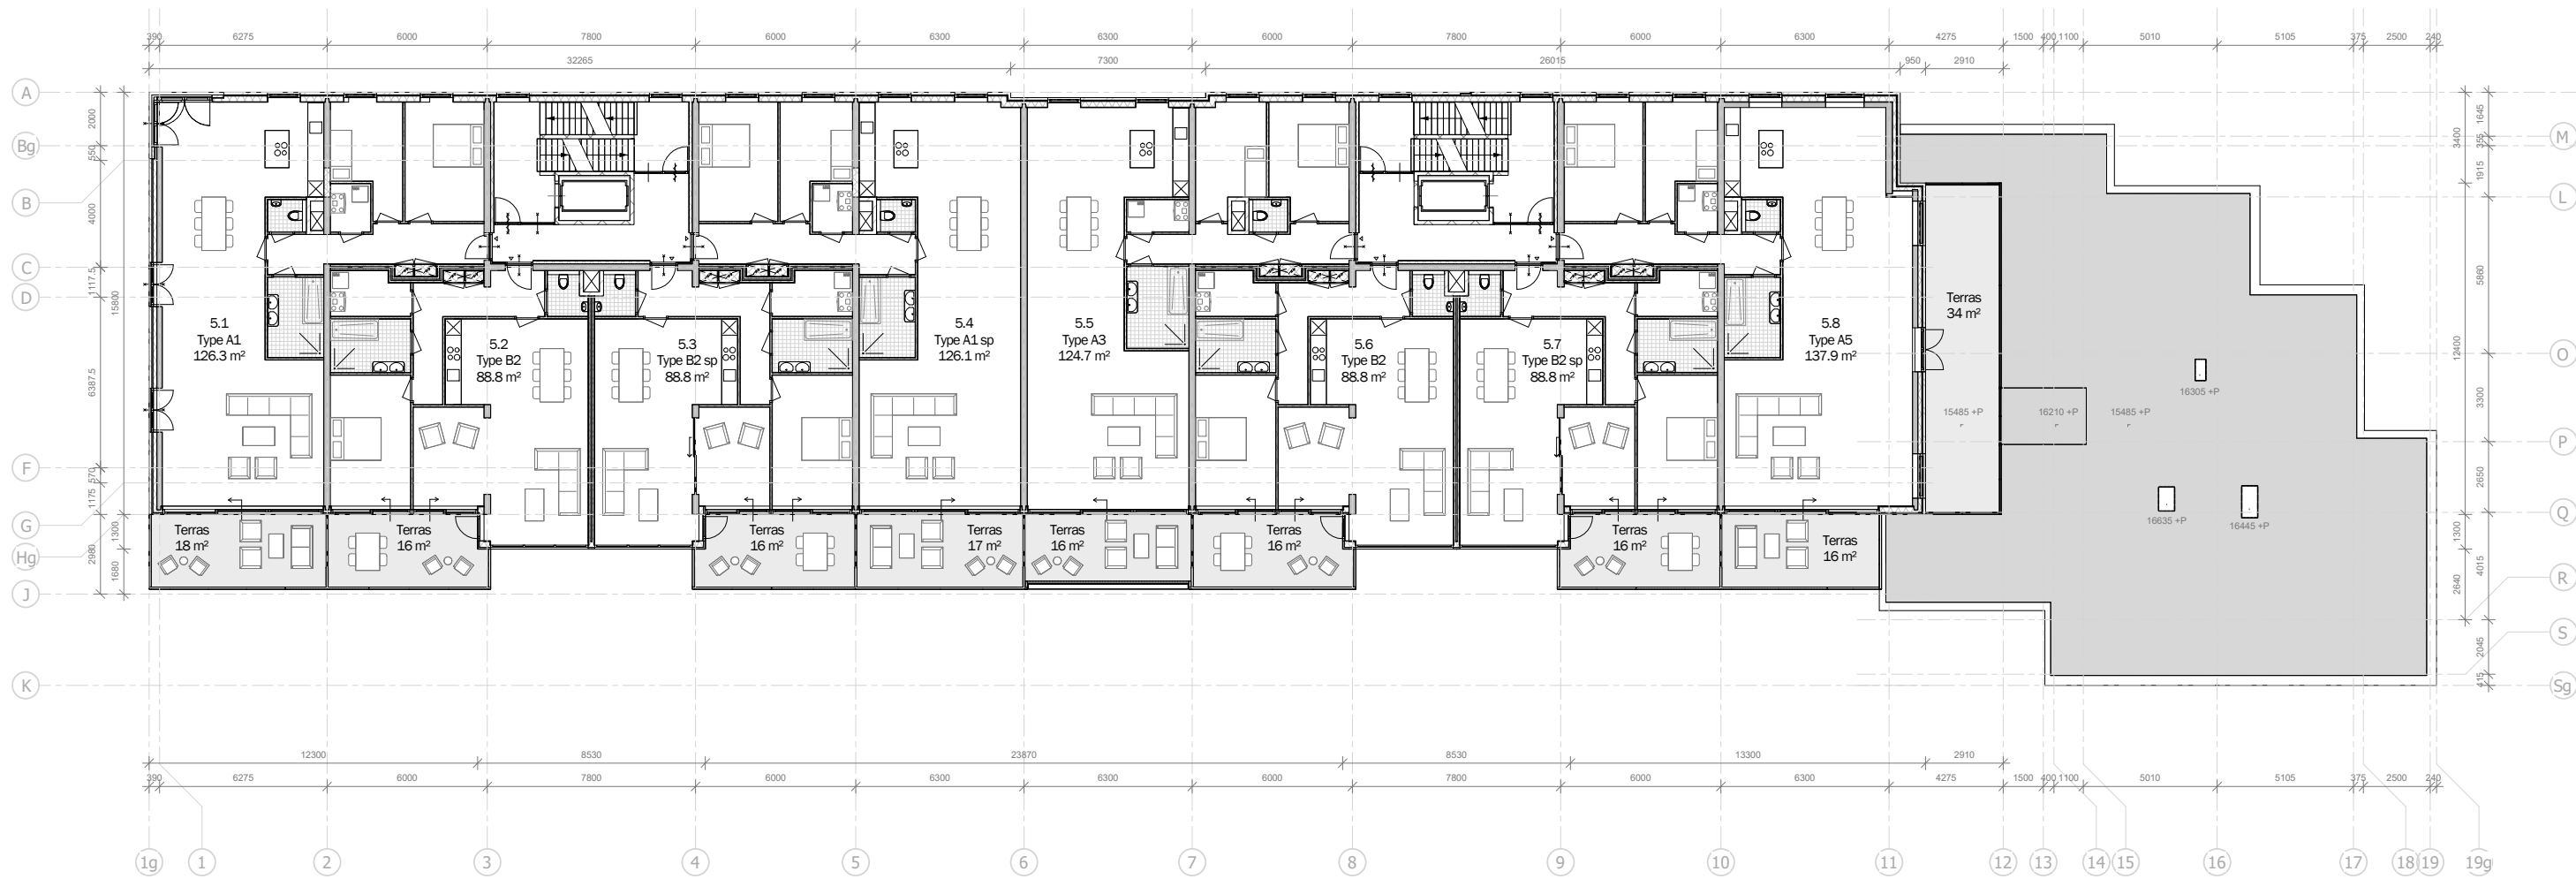 390 6275 6000 7800 6000 6300 6300 6000 7800 6000 6300 4275 1500 400 1100 5010 5105 375 2500 240
32265 7300 26015 950 2910
A
Bg
B
C
D
F
G
Hg
J
K
2000
550
4000
1117.5
6387.5
570
1175
2980
15800
1300
1680
5.1
Type A1
126.3 m²
5.2
Type B2
88.8 m²
5.3
Type B2 sp
88.8 m²
5.4
Type A1 sp
126.1 m²
5.5
Type A3
124.7 m²
5.6
Type B2
88.8 m²
5.7
Type B2 sp
88.8 m²
5.8
Type A5
137.9 m²
Terras
34 m²
15485 +P
16210 +P
15485 +P
16305 +P
16635 +P
16445 +P
Terras
18 m²
Terras
16 m²
Terras
16 m²
Terras
17 m²
Terras
16 m²
Terras
16 m²
Terras
16 m²
Terras
16 m²
3400
12400
1300
2640
1645
355
1915
5860
3300
2650
4015
2045
415
M
L
O
P
Q
R
S
Sg
12300 8530 23870 8530 13300 2910
390 6275 6000 7800 6000 6300 6300 6000 7800 6000 6300 4275 1500 400 1100 5010 5105 375 2500 240
1g 1 2 3 4 5 6 7 8 9 10 11 12 13 14 15 16 17 18 19 19g